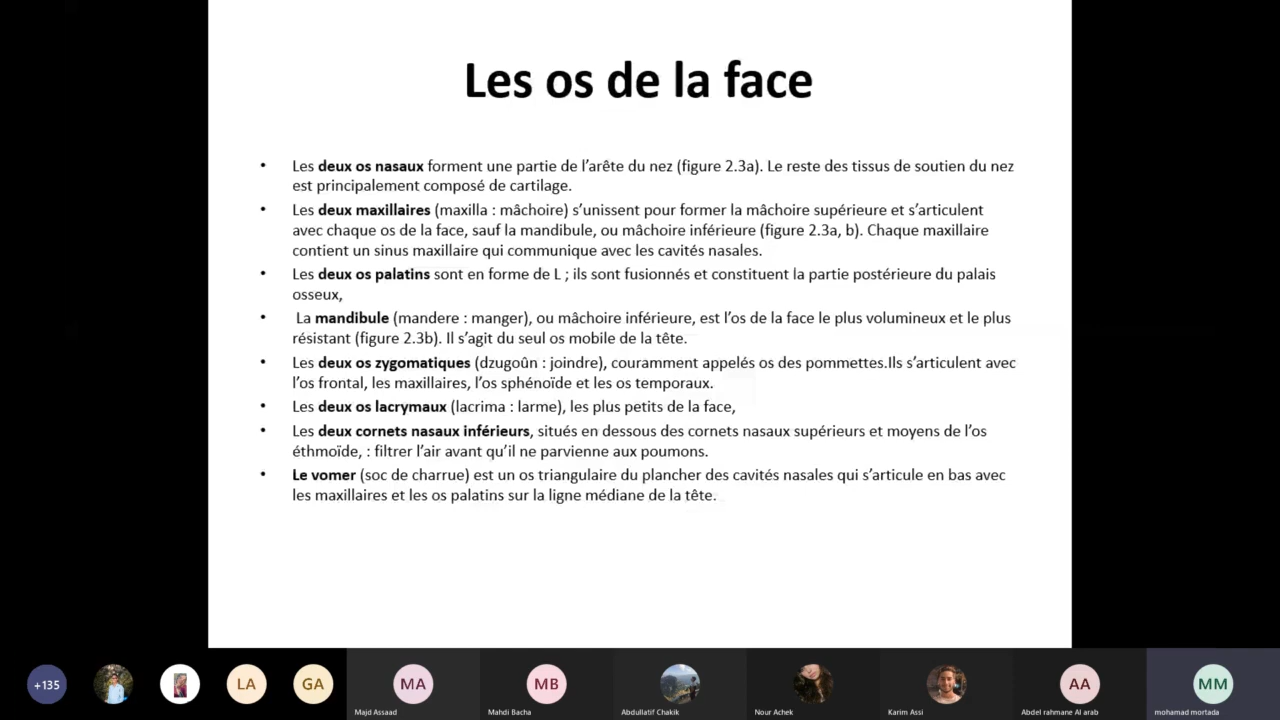 Les os de la face
• Les deux os nasaux forment une partie de l’arête du nez (figure 2.3a). Le reste des tissus de soutien du nez
est principalement composé de cartilage.
• Les deux maxillaires (maxilla : mâchoire) s’unissent pour former la mâchoire supérieure et s’articulent
avec chaque os de la face, sauf la mandibule, ou mâchoire inférieure (figure 2.3a, b). Chaque maxillaire
contient un sinus maxillaire qui communique avec les cavités nasales.
• Les deux os palatins sont en forme de L ; ils sont fusionnés et constituent la partie postérieure du palais
osseux,
• La mandibule (mandere : manger), ou mâchoire inférieure, est l’os de la face le plus volumineux et le plus
résistant (figure 2.3b). Il s’agit du seul os mobile de la tête.
• Les deux os zygomatiques (dzugoûn : joindre), couramment appelés os des pommettes.Ils s’articulent avec
l’os frontal, les maxillaires, l’os sphénoïde et les os temporaux.
• Les deux os lacrymaux (lacrima : larme), les plus petits de la face,
• Les deux cornets nasaux inférieurs, situés en dessous des cornets nasaux supérieurs et moyens de l’os
éthmoïde, : filtrer l’air avant qu’il ne parvienne aux poumons.
• Le vomer (soc de charrue) est un os triangulaire du plancher des cavités nasales qui s’articule en bas avec
les maxillaires et les os palatins sur la ligne médiane de la tête.
+135 LA GA MA MB AA MM
Majd Assaad Mahdi Bacha Abdullatif Chakik Nour Achek Karim Assi Abdel rahmane Al arab mohamad mortada